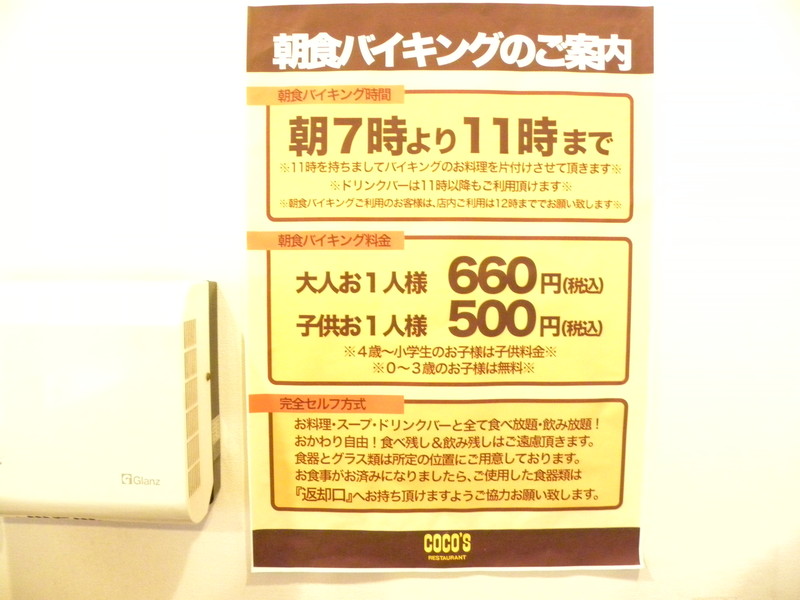 朝食バイキングのご案内
朝食バイキング時間
朝7時より11時まで
※11時を持ちましてバイキングのお料理を片付けさせて頂きます※
※ドリンクバーは11時以降もご利用頂けます※
※朝食バイキングご利用のお客様は、店内ご利用は12時まででお願い致します※
朝食バイキング料金
大人お1人様 660円(税込)
子供お1人様 500円(税込)
※4歳～小学生のお子様は子供料金※
※0～3歳のお子様は無料※
完全セルフ方式
お料理・スープ・ドリンクバーと全て食べ放題・飲み放題!
おかわり自由!食べ残し&飲み残しはご遠慮頂きます。
食器とグラス類は所定の位置にご用意しております。
お食事がお済みになりましたら、ご使用した食器類は
『返却口』へお持ち頂けますようご協力お願い致します。
COCO'S
RESTAURANT
Glanz